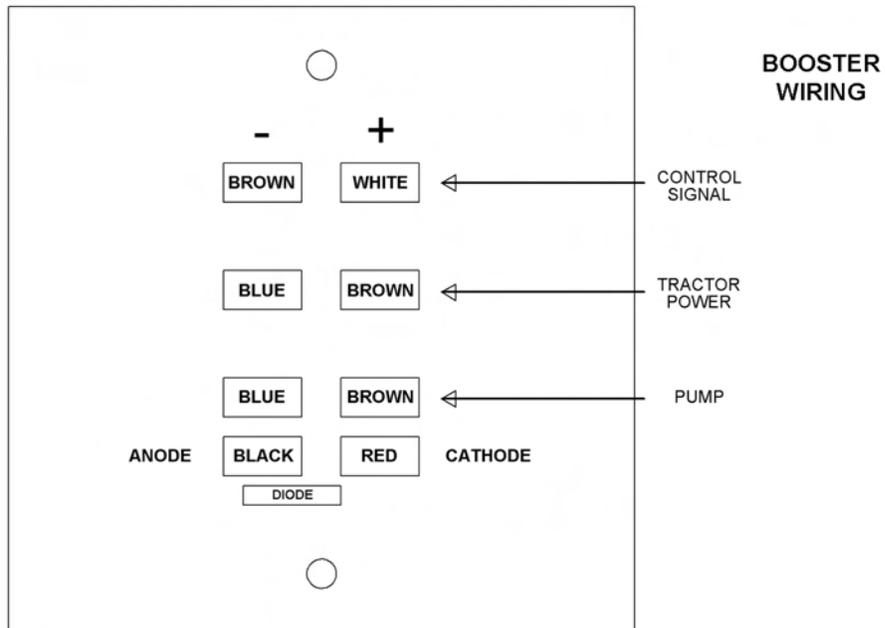 BOOSTER
WIRING
- +
BROWN WHITE
CONTROL
SIGNAL
BLUE BROWN
TRACTOR
POWER
BLUE BROWN PUMP
ANODE BLACK RED CATHODE
DIODE